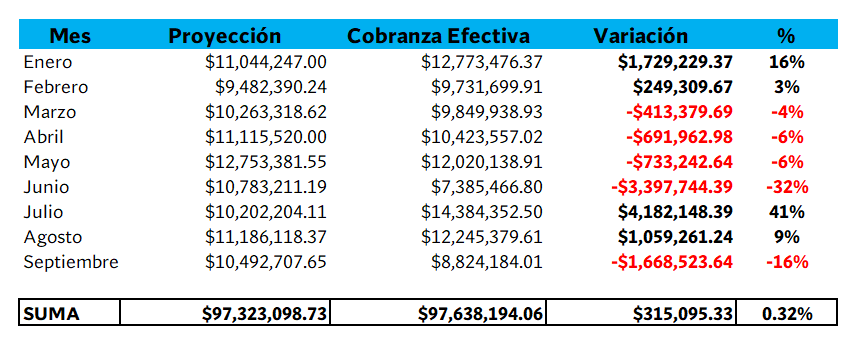 Mes Proyección Cobranza Efectiva Variación %
Enero $11,044,247.00 $12,773,476.37 $1,729,229.37 16%
Febrero $9,482,390.24 $9,731,699.91 $249,309.67 3%
Marzo $10,263,318.62 $9,849,938.93 -$413,379.69 -4%
Abril $11,115,520.00 $10,423,557.02 -$691,962.98 -6%
Mayo $12,753,381.55 $12,020,138.91 -$733,242.64 -6%
Junio $10,783,211.19 $7,385,466.80 -$3,397,744.39 -32%
Julio $10,202,204.11 $14,384,352.50 $4,182,148.39 41%
Agosto $11,186,118.37 $12,245,379.61 $1,059,261.24 9%
Septiembre $10,492,707.65 $8,824,184.01 -$1,668,523.64 -16%
SUMA $97,323,098.73 $97,638,194.06 $315,095.33 0.32%